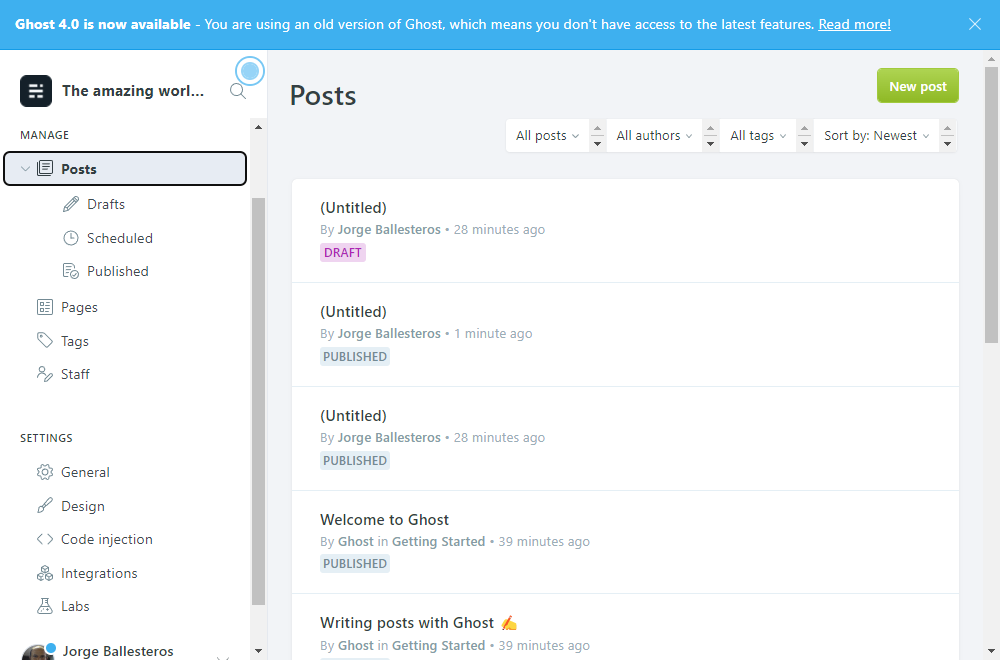 Ghost 4.0 is now available - You are using an old version of Ghost, which means you don't have access to the latest features. Read more!
The amazing worl...
MANAGE
Posts
Drafts
Scheduled
Published
Pages
Tags
Staff
SETTINGS
General
Design
Code injection
Integrations
Labs
Jorge Ballesteros
Posts
New post
All posts
All authors
All tags
Sort by: Newest
(Untitled)
By Jorge Ballesteros • 28 minutes ago
DRAFT
(Untitled)
By Jorge Ballesteros • 1 minute ago
PUBLISHED
(Untitled)
By Jorge Ballesteros • 28 minutes ago
PUBLISHED
Welcome to Ghost
By Ghost in Getting Started • 39 minutes ago
PUBLISHED
Writing posts with Ghost ✍️
By Ghost in Getting Started • 39 minutes ago